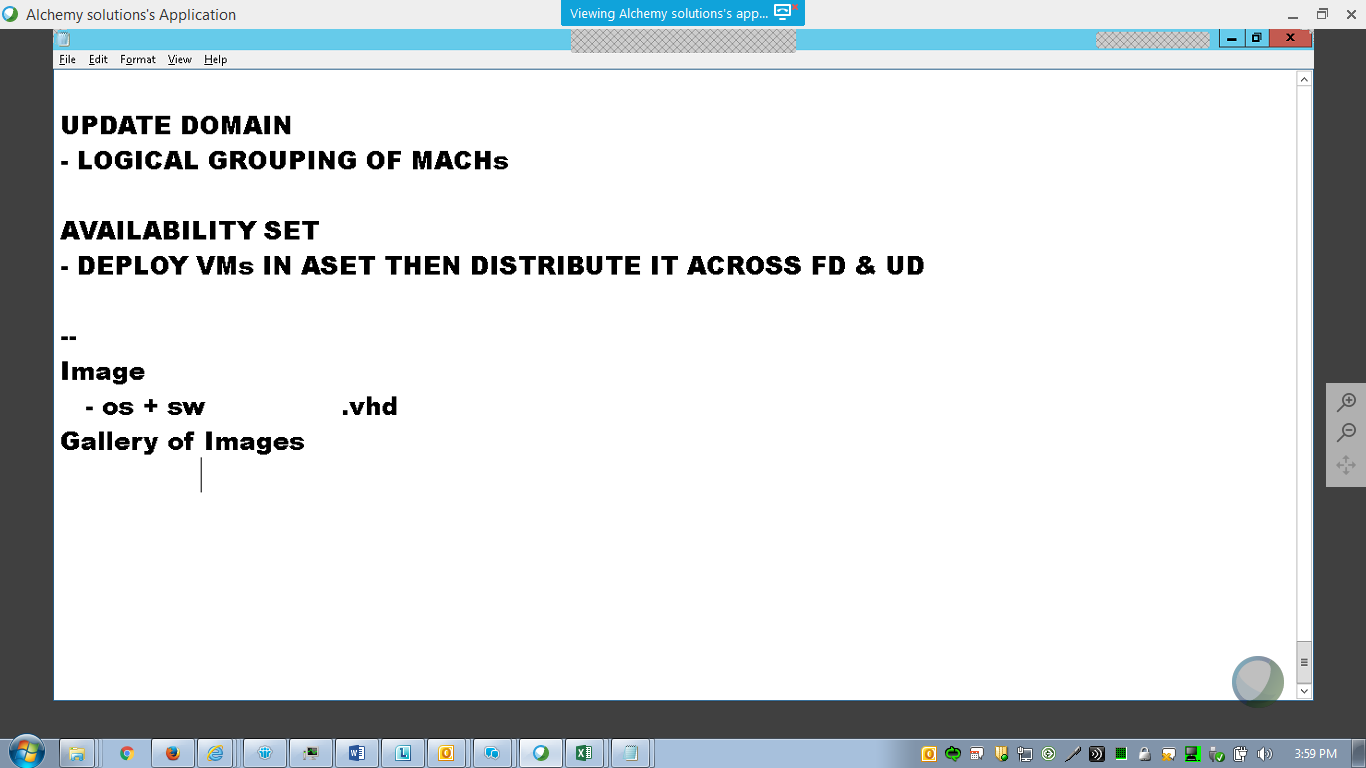 Alchemy solutions's Application
Viewing Alchemy solutions's app...
File Edit Format View Help
UPDATE DOMAIN
- LOGICAL GROUPING OF MACHs
AVAILABILITY SET
- DEPLOY VMs IN ASET THEN DISTRIBUTE IT ACROSS FD & UD
--
Image
- os + sw .vhd
Gallery of Images
3:59 PM